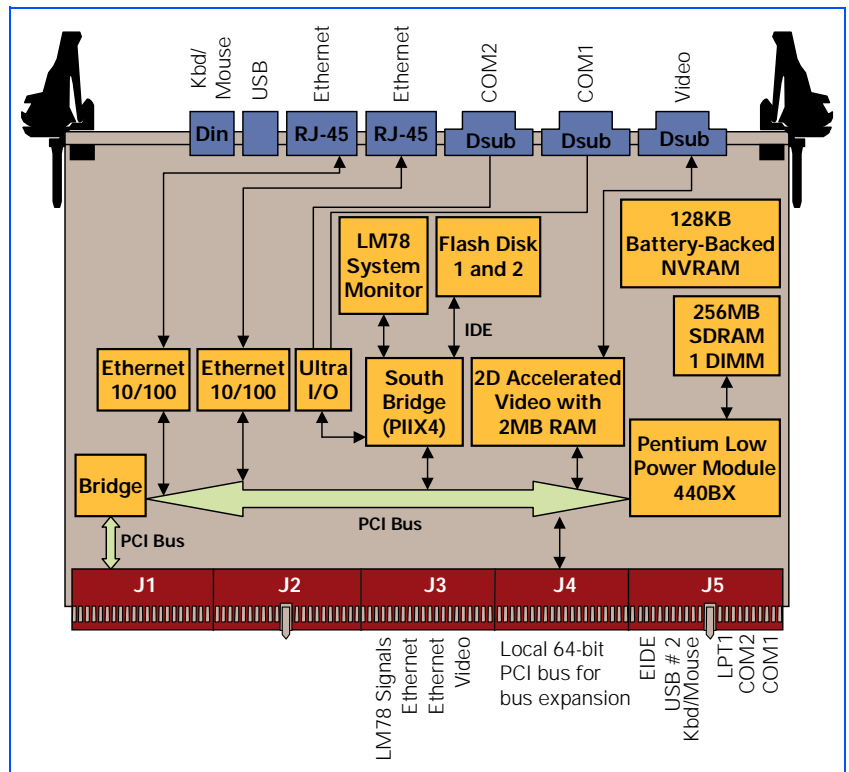 Kbd/
Mouse
USB
Ethernet
Ethernet
COM2
COM1
Video
Din
RJ-45
RJ-45
Dsub
Dsub
Dsub
LM78
System
Monitor
Flash Disk
1 and 2
128KB
Battery-Backed
NVRAM
IDE
256MB
SDRAM
1 DIMM
Ethernet
10/100
Ethernet
10/100
Ultra
I/O
South
Bridge
(PIIX4)
2D Accelerated
Video with
2MB RAM
Pentium Low
Power Module
440BX
Bridge
PCI Bus
PCI Bus
J1
J2
J3
J4
J5
LM78 Signals
Ethernet
Ethernet
Video
Local 64-bit
PCI bus for
bus expansion
EIDE
USB # 2
Kbd/Mouse
LPT1
COM2
COM1